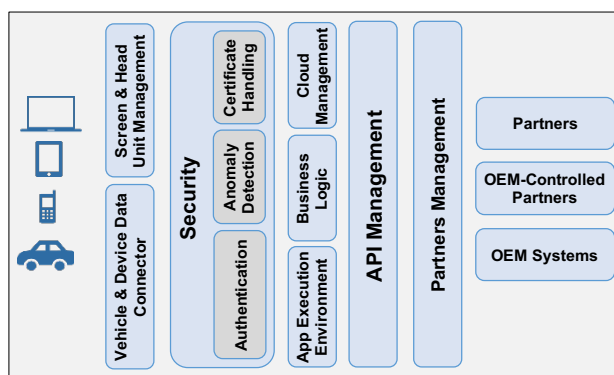 Screen & Head
Unit Management
Vehicle & Device Data
Connector
Security
Certificate
Handling
Anomaly
Detection
Authentication
Cloud
Management
Business
Logic
App Execution
Environment
API Management
Partners Management
Partners
OEM-Controlled
Partners
OEM Systems